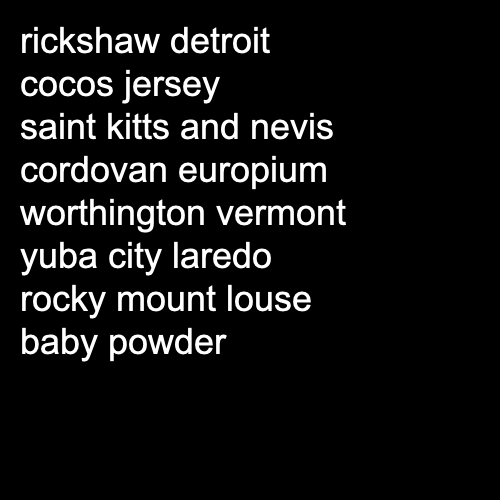 rickshaw detroit
cocos jersey
saint kitts and nevis
cordovan europium
worthington vermont
yuba city laredo
rocky mount louse
baby powder